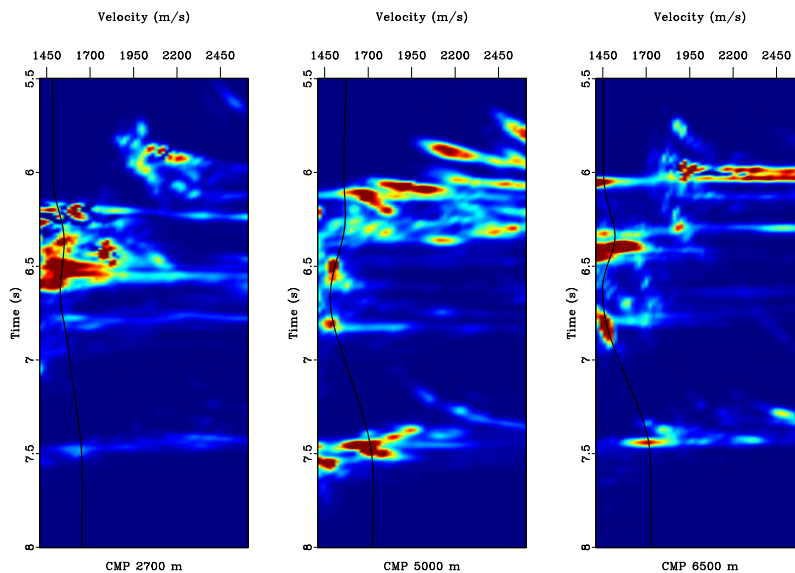 Velocity (m/s) Velocity (m/s) Velocity (m/s)
1450 1700 1950 2200 2450 1450 1700 1950 2200 2450 1450 1700 1950 2200 2450
5.5 5.5 5.5
6 6 6
6.5 6.5 6.5
Time (s) Time (s) Time (s)
7 7 7
7.5 7.5 7.5
8 8 8
CMP 2700 m CMP 5000 m CMP 6500 m